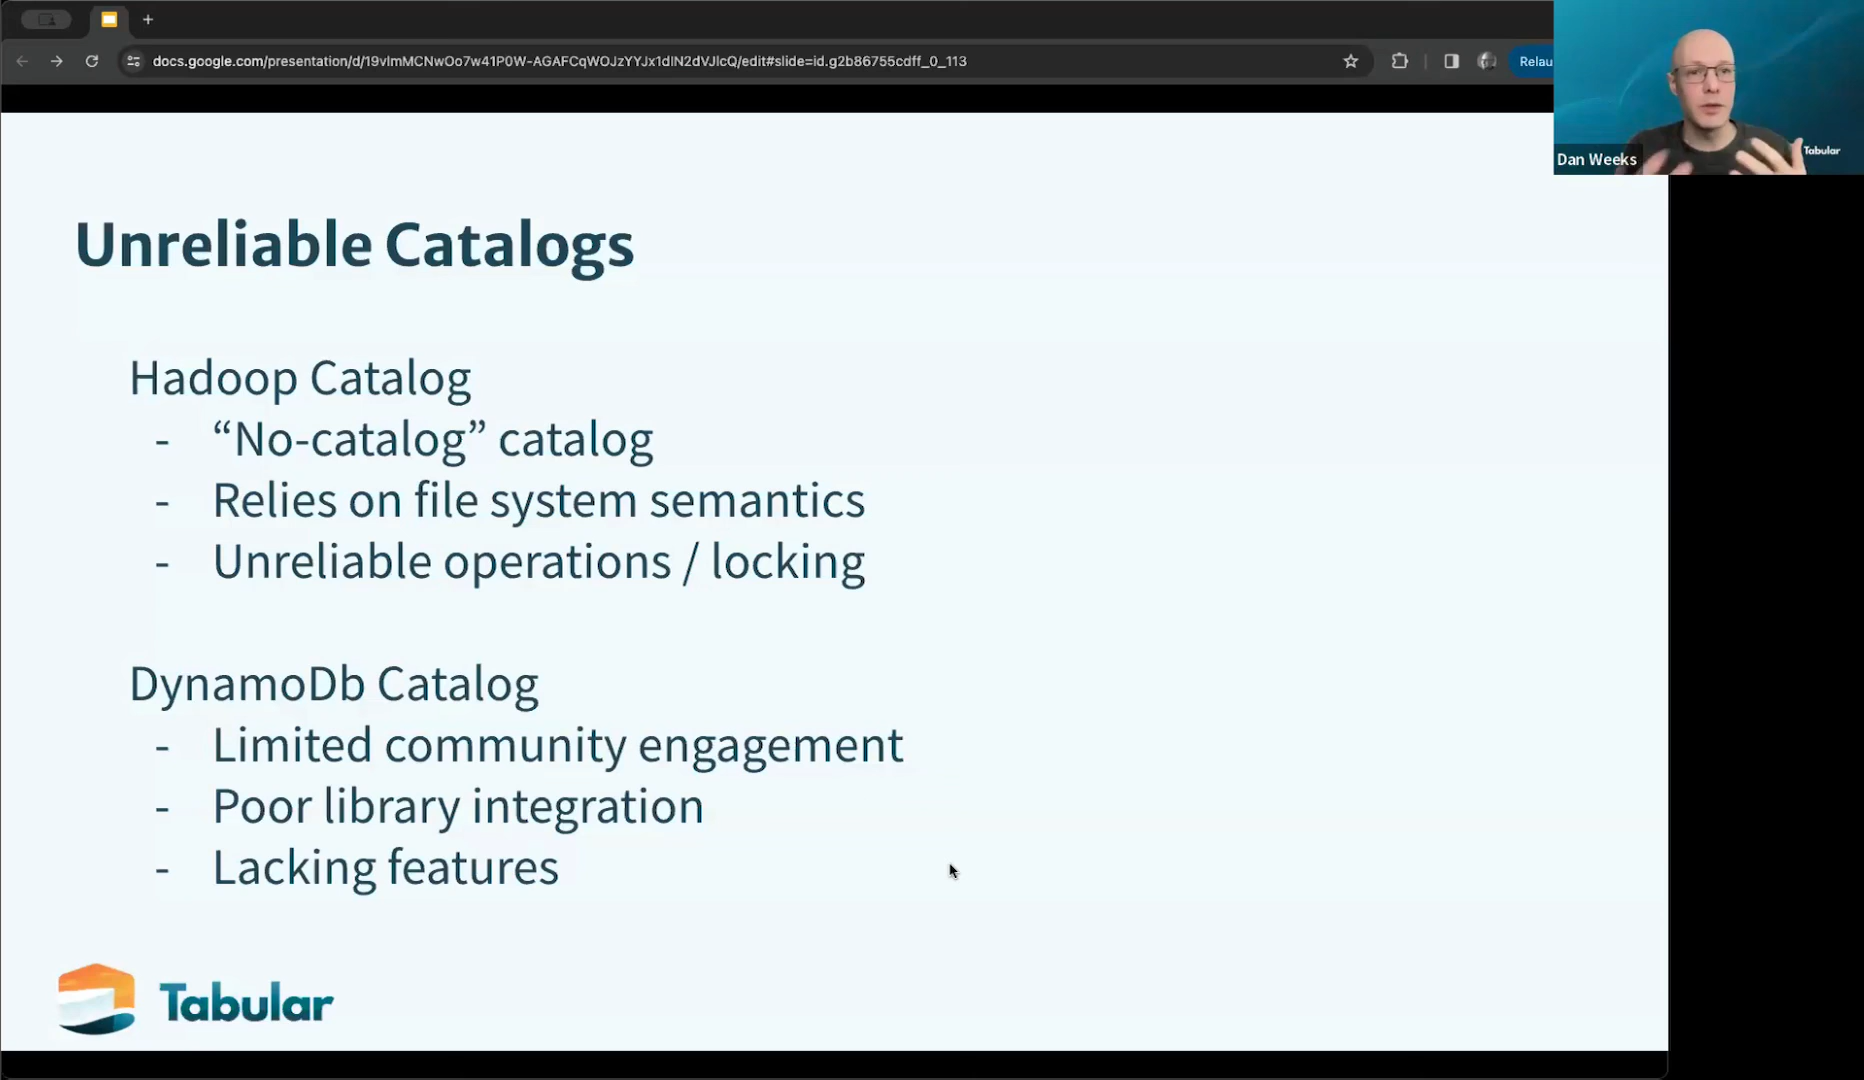 docs.google.com/presentation/d/19vlmMCNwOo7w41P0W-AGAFCqWOJzYYJx1dlN2dVJlcQ/edit#slide=id.g2b86755cdff_0_113
Relau
Dan Weeks
Tabular
Unreliable Catalogs
Hadoop Catalog
- “No-catalog” catalog
- Relies on file system semantics
- Unreliable operations / locking
DynamoDb Catalog
- Limited community engagement
- Poor library integration
- Lacking features
Tabular